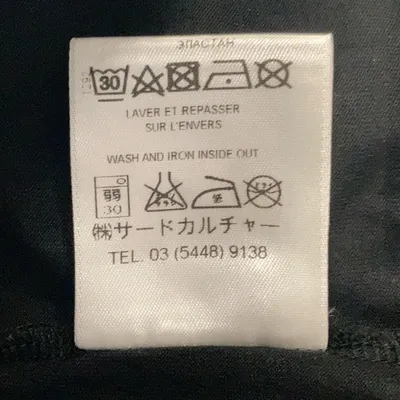 ЭЛАСТАН
30
LAVER ET REPASSER
SUR L'ENVERS
WASH AND IRON INSIDE OUT
弱
30
㈱サードカルチャー
TEL. 03 (5448) 9138